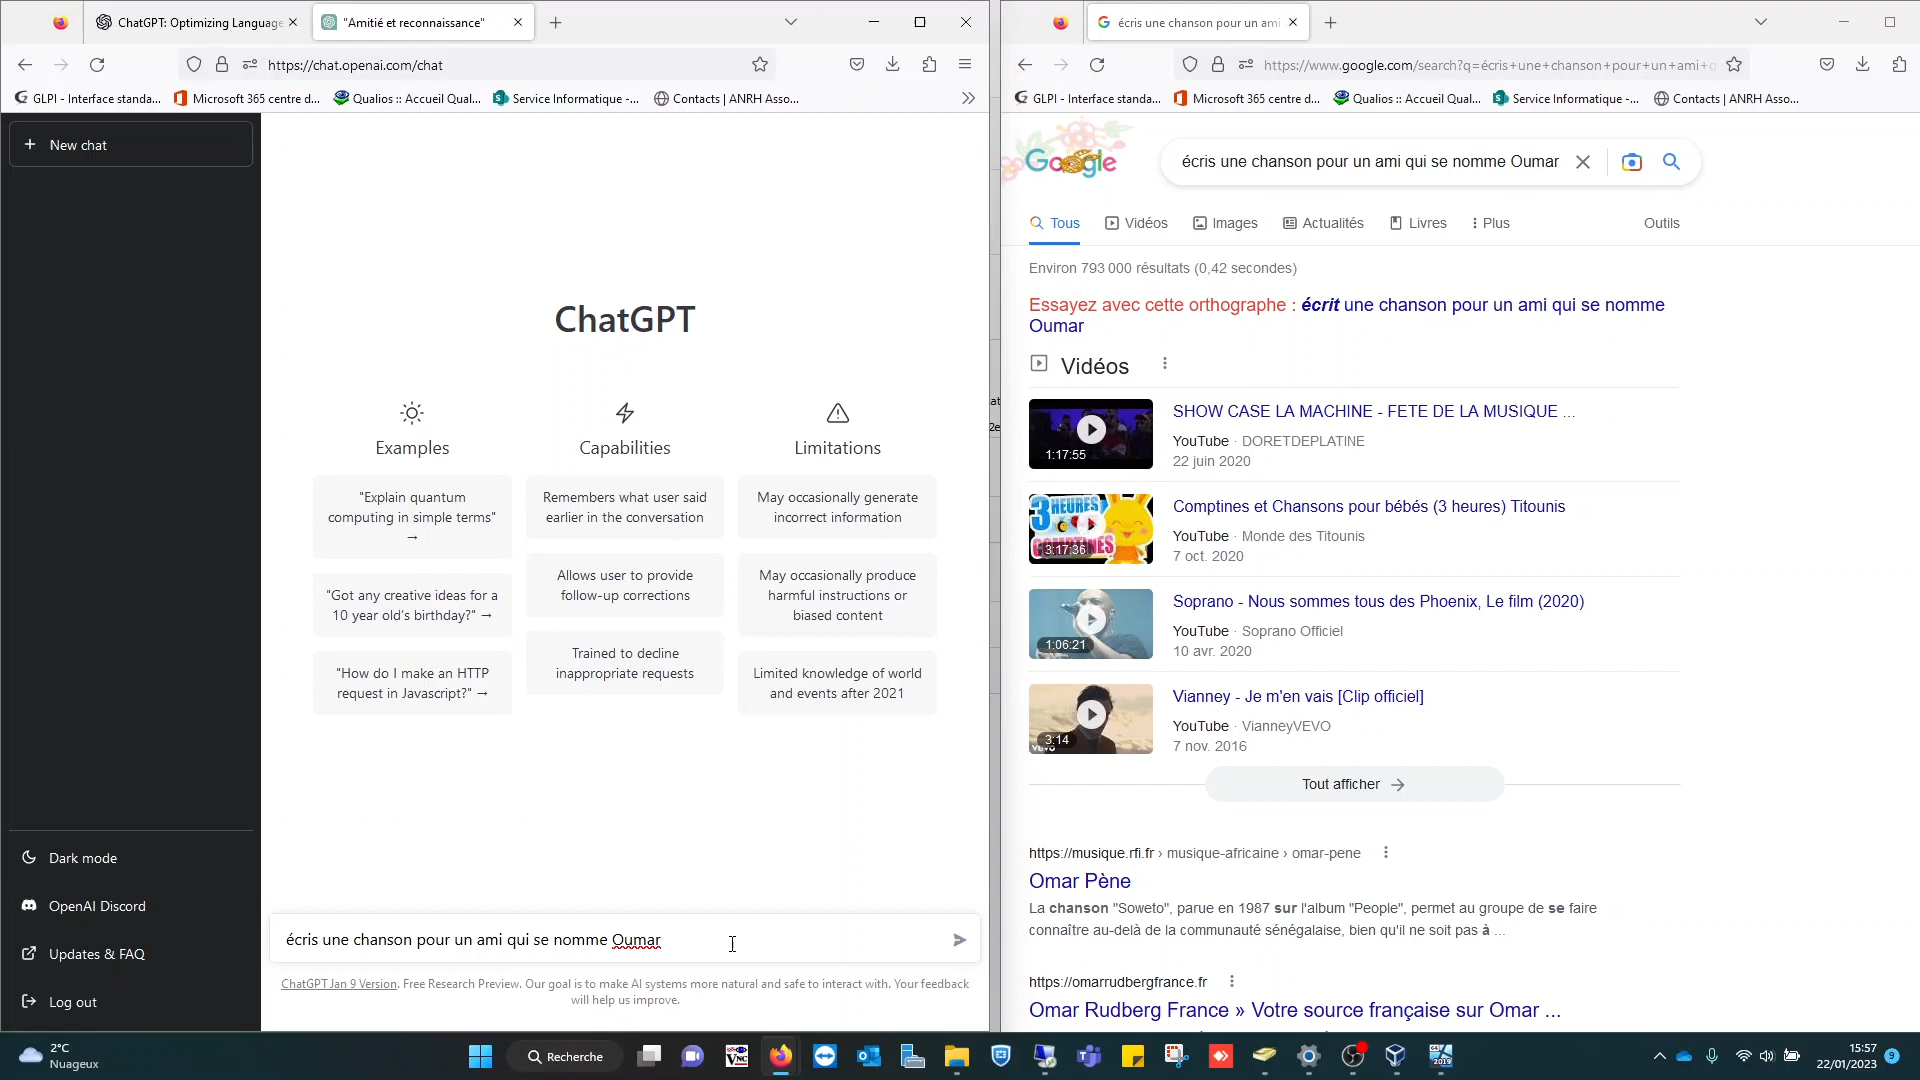 ChatGPT: Optimizing Language
"Amitié et reconnaissance"
https://chat.openai.com/chat
GLPI - Interface standa...
Microsoft 365 centre d...
Qualios :: Accueil Qual...
Service Informatique -...
Contacts | ANRH Asso...
New chat
ChatGPT
Examples
"Explain quantum
computing in simple terms"
→
"Got any creative ideas for a
10 year old's birthday?" →
"How do I make an HTTP
request in Javascript?" →
Capabilities
Remembers what user said
earlier in the conversation
Allows user to provide
follow-up corrections
Trained to decline
inappropriate requests
Limitations
May occasionally generate
incorrect information
May occasionally produce
harmful instructions or
biased content
Limited knowledge of world
and events after 2021
Dark mode
OpenAI Discord
Updates & FAQ
Log out
écris une chanson pour un ami qui se nomme Oumar
ChatGPT Jan 9 Version. Free Research Preview. Our goal is to make AI systems more natural and safe to interact with. Your feedback
will help us improve.
écris une chanson pour un ami
https://www.google.com/search?q=écris+une+chanson+pour+un+ami+q
GLPI - Interface standa...
Microsoft 365 centre d...
Qualios :: Accueil Qual...
Service Informatique -...
Contacts | ANRH Asso...
Google
écris une chanson pour un ami qui se nomme Oumar
Tous
Vidéos
Images
Actualités
Livres
Plus
Outils
Environ 793 000 résultats (0,42 secondes)
Essayez avec cette orthographe : écrit une chanson pour un ami qui se nomme
Oumar
Vidéos
1:17:55
SHOW CASE LA MACHINE - FETE DE LA MUSIQUE ...
YouTube · DORETDEPLATINE
22 juin 2020
3 HEURES
COMPTINES
3:17:36
Comptines et Chansons pour bébés (3 heures) Titounis
YouTube · Monde des Titounis
7 oct. 2020
1:06:21
Soprano - Nous sommes tous des Phoenix, Le film (2020)
YouTube · Soprano Officiel
10 avr. 2020
3:14
vevo
Vianney - Je m'en vais [Clip officiel]
YouTube · VianneyVEVO
7 nov. 2016
Tout afficher →
https://musique.rfi.fr › musique-africaine › omar-pene
Omar Pène
La chanson "Soweto", parue en 1987 sur l'album "People", permet au groupe de se faire
connaître au-delà de la communauté sénégalaise, bien qu'il ne soit pas à ...
https://omarrudbergfrance.fr
Omar Rudberg France » Votre source française sur Omar ...
2°C
Nuageux
Recherche
VNC
2019
15:57
22/01/2023
9